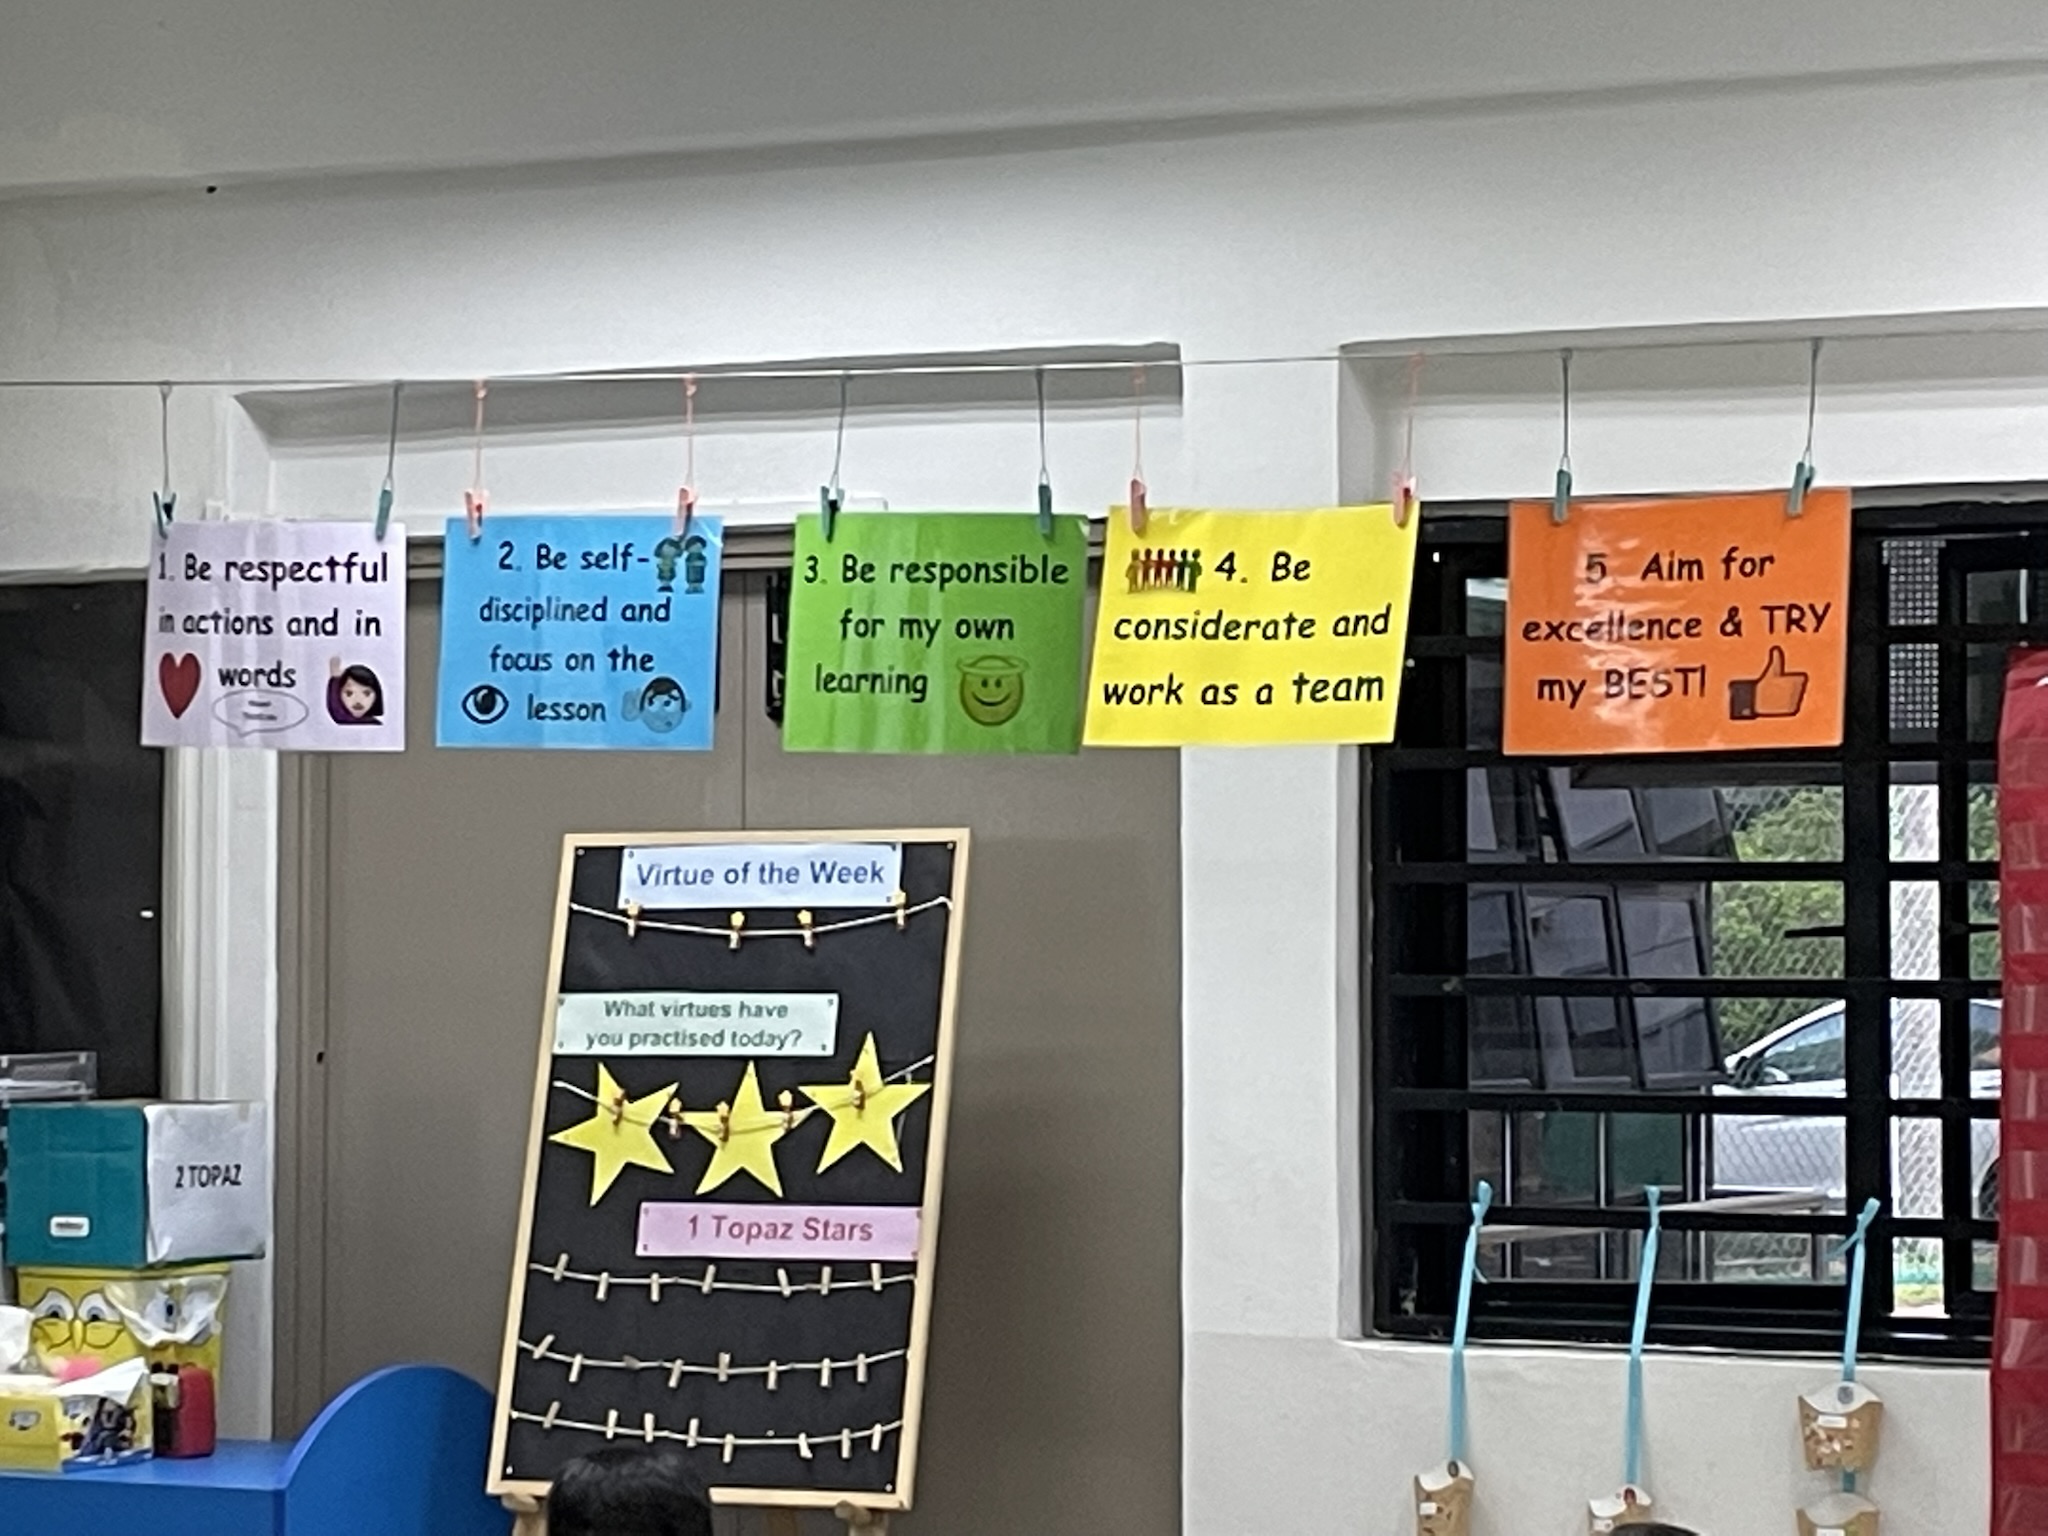 1. Be respectful
in actions and in
words
2. Be self-
disciplined and
focus on the
lesson
3. Be responsible
for my own
learning
4. Be
considerate and
work as a team
5 Aim for
excellence & TRY
my BEST!
Virtue of the Week
What virtues have
you practised today?
1 Topaz Stars
2 TOPAZ